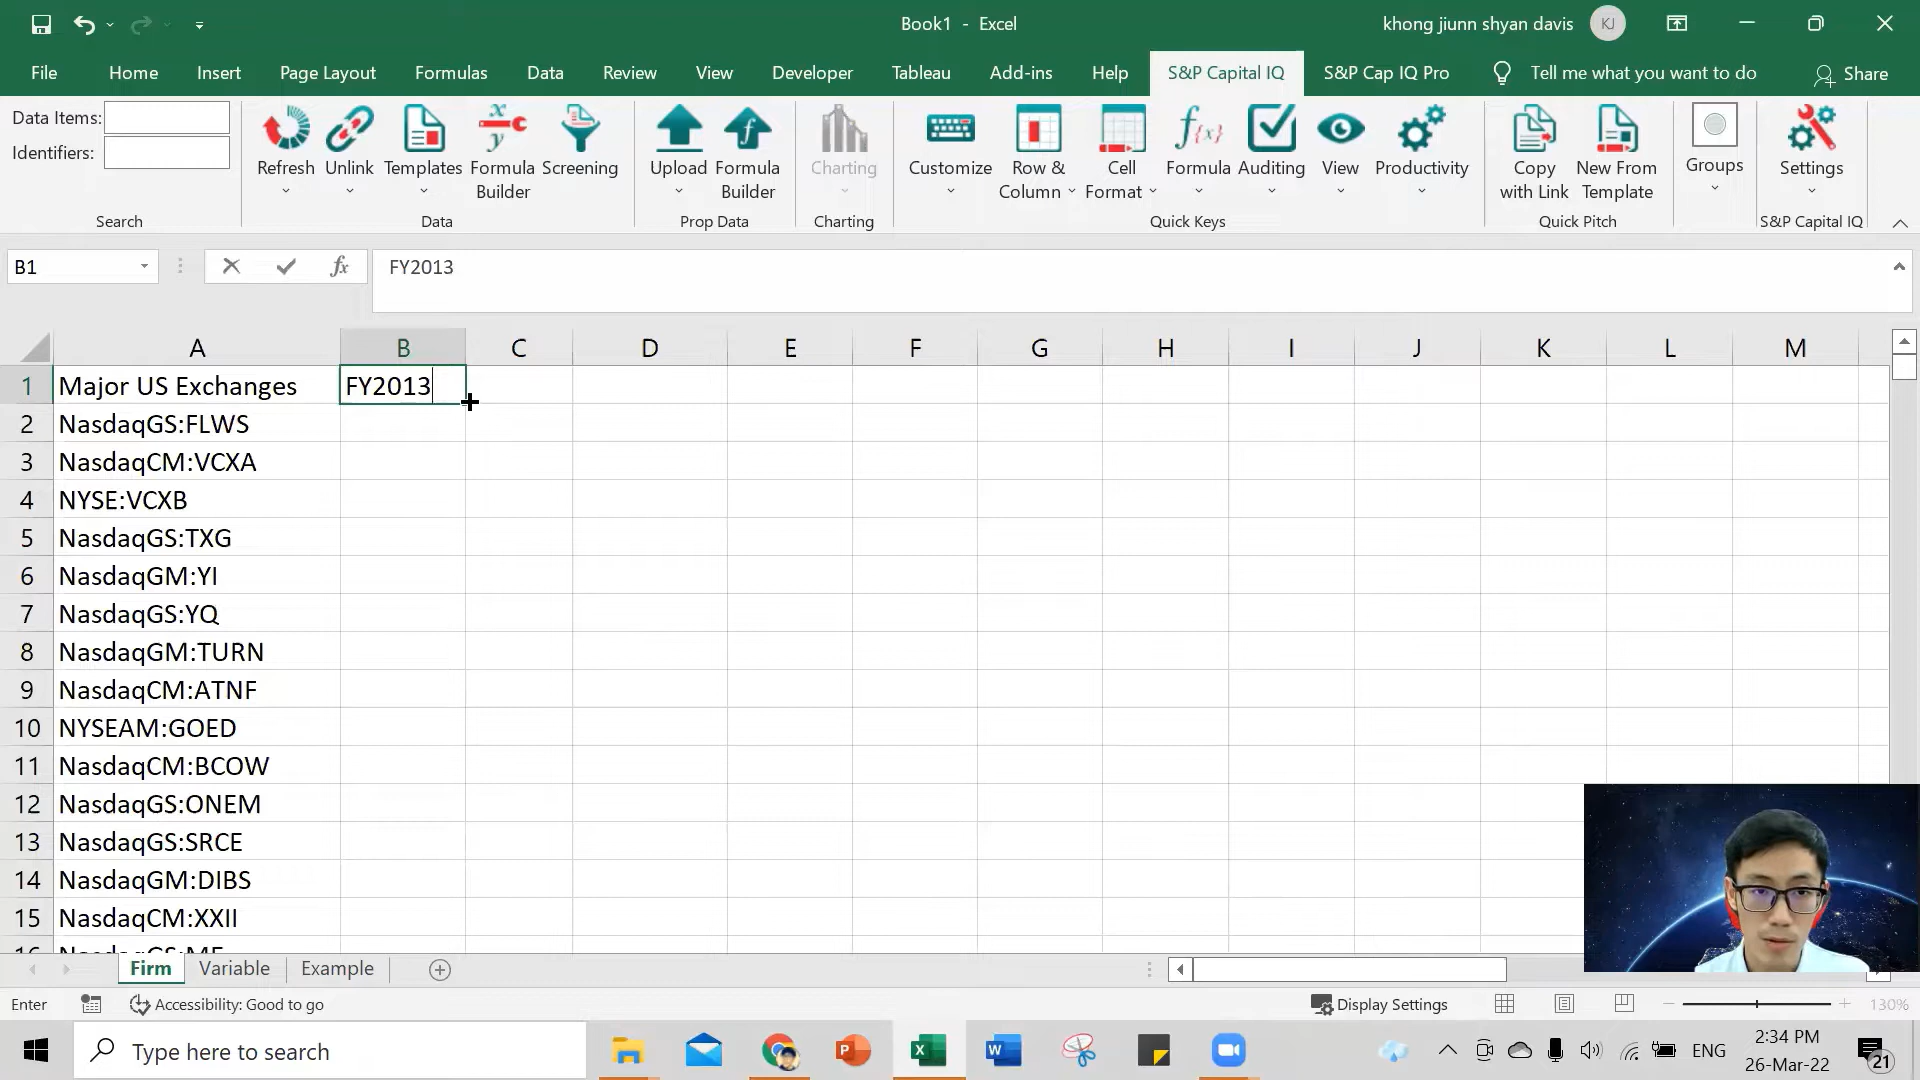 Book1 - Excel
khong jiunn shyan davis
KJ
File
Home
Insert
Page Layout
Formulas
Data
Review
View
Developer
Tableau
Add-ins
Help
S&P Capital IQ
S&P Cap IQ Pro
Tell me what you want to do
Share
Data Items:
Identifiers:
Search
Refresh
Unlink
Templates
Formula
Builder
Screening
Data
Upload
Formula
Builder
Prop Data
Charting
Charting
Customize
Row &
Column
Cell
Format
Formula
Auditing
View
Productivity
Quick Keys
Copy
with Link
New From
Template
Quick Pitch
Groups
Settings
S&P Capital IQ
B1
fx
FY2013
A B C D E F G H I J K L M
1 Major US Exchanges FY2013
2 NasdaqGS:FLWS
3 NasdaqCM:VCXA
4 NYSE:VCXB
5 NasdaqGS:TXG
6 NasdaqGM:YI
7 NasdaqGS:YQ
8 NasdaqGM:TURN
9 NasdaqCM:ATNF
10 NYSEAM:GOED
11 NasdaqCM:BCOW
12 NasdaqGS:ONEM
13 NasdaqGS:SRCE
14 NasdaqGM:DIBS
15 NasdaqCM:XXII
Firm
Variable
Example
Enter
Accessibility: Good to go
Display Settings
130%
Type here to search
ENG
2:34 PM
26-Mar-22
21